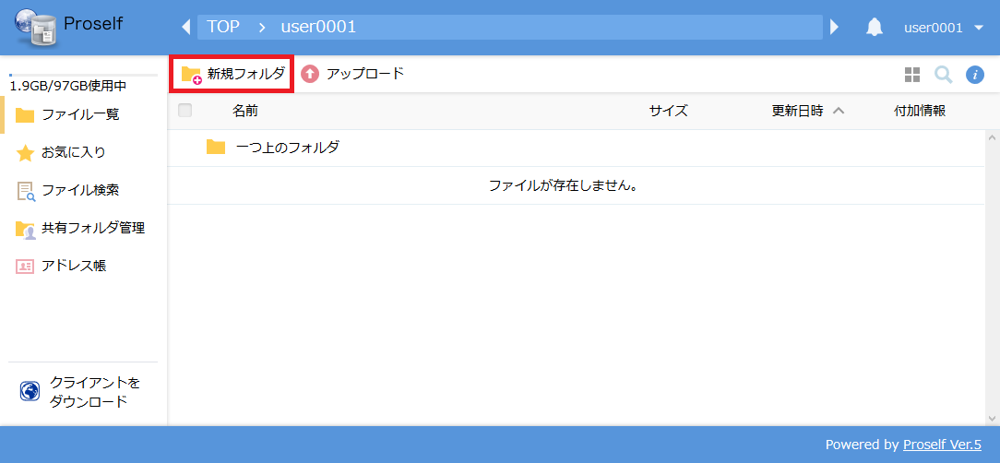 Proself
TOP > user0001
user0001
1.9GB/97GB使用中
ファイル一覧
お気に入り
ファイル検索
共有フォルダ管理
アドレス帳
クライアントを
ダウンロード
新規フォルダ アップロード
名前 サイズ 更新日時 付加情報
一つ上のフォルダ
ファイルが存在しません。
Powered by Proself Ver.5